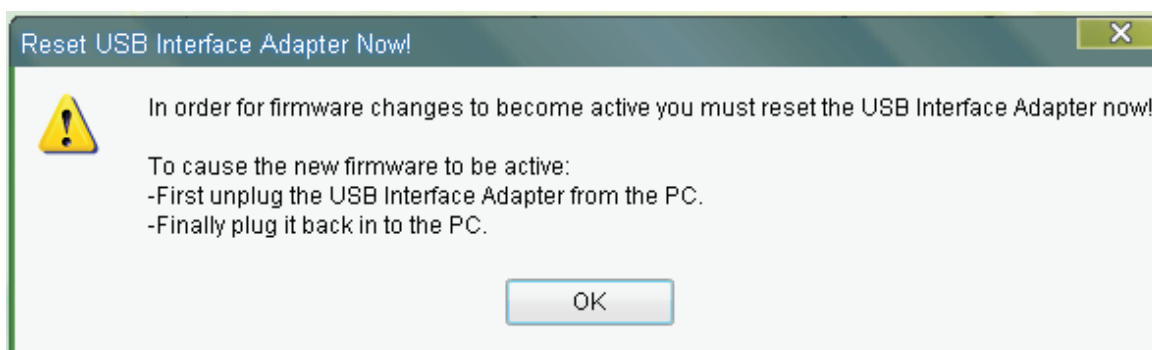 Reset USB Interface Adapter Now!
In order for firmware changes to become active you must reset the USB Interface Adapter now!
To cause the new firmware to be active:
-First unplug the USB Interface Adapter from the PC.
-Finally plug it back in to the PC.
OK